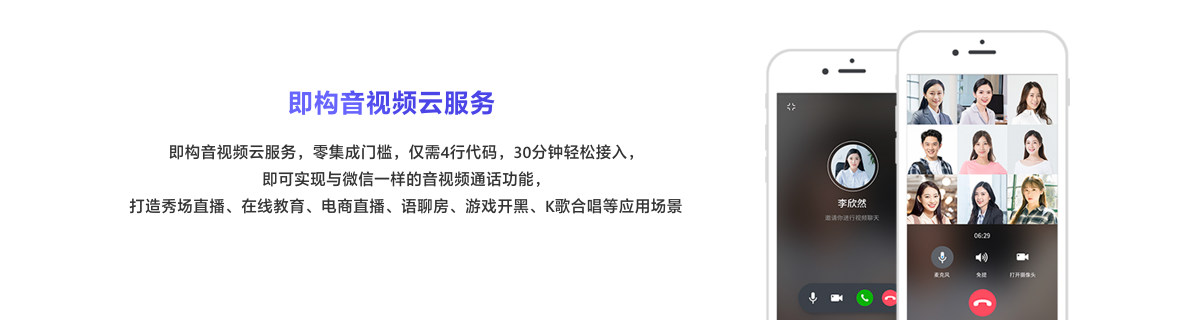 即构音视频云服务
即构音视频云服务，零集成门槛，仅需4行代码，30分钟轻松接入，
即可实现与微信一样的音视频通话功能，
打造秀场直播、在线教育、电商直播、语聊房、游戏开黑、K歌合唱等应用场景
李欣然
邀请你进行视频聊天
06:29
麦克风 免提 打开摄像头